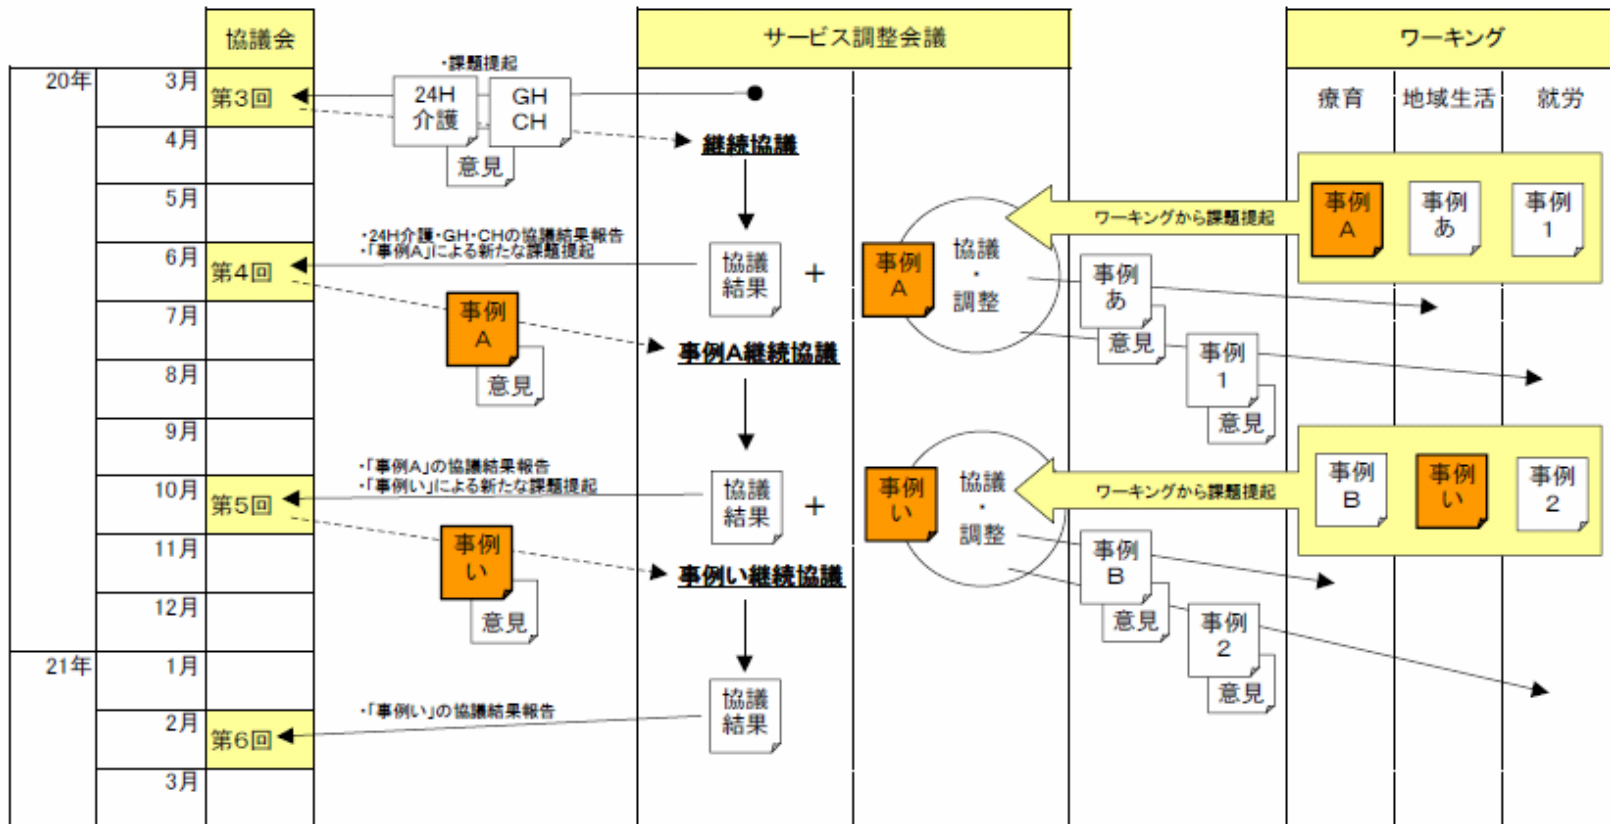 協議会
サービス調整会議
ワーキング
20年
3月
第3回
・課題提起
24H
介護
GH
CH
意見
療育
地域生活
就労
4月
継続協議
5月
ワーキングから課題提起
事例
A
事例
あ
事例
1
6月
第4回
・24H介護・GH・CHの協議結果報告
・「事例A」による新たな課題提起
協議
結果
+
事例
A
協議
・
調整
事例
あ
意見
事例
1
意見
7月
事例
A
意見
事例A継続協議
8月
9月
10月
第5回
・「事例A」の協議結果報告
・「事例い」による新たな課題提起
協議
結果
+
事例
い
協議
・
調整
ワーキングから課題提起
事例
B
事例
い
事例
2
11月
事例
い
意見
事例い継続協議
事例
B
意見
事例
2
意見
12月
21年
1月
協議
結果
2月
第6回
・「事例い」の協議結果報告
3月